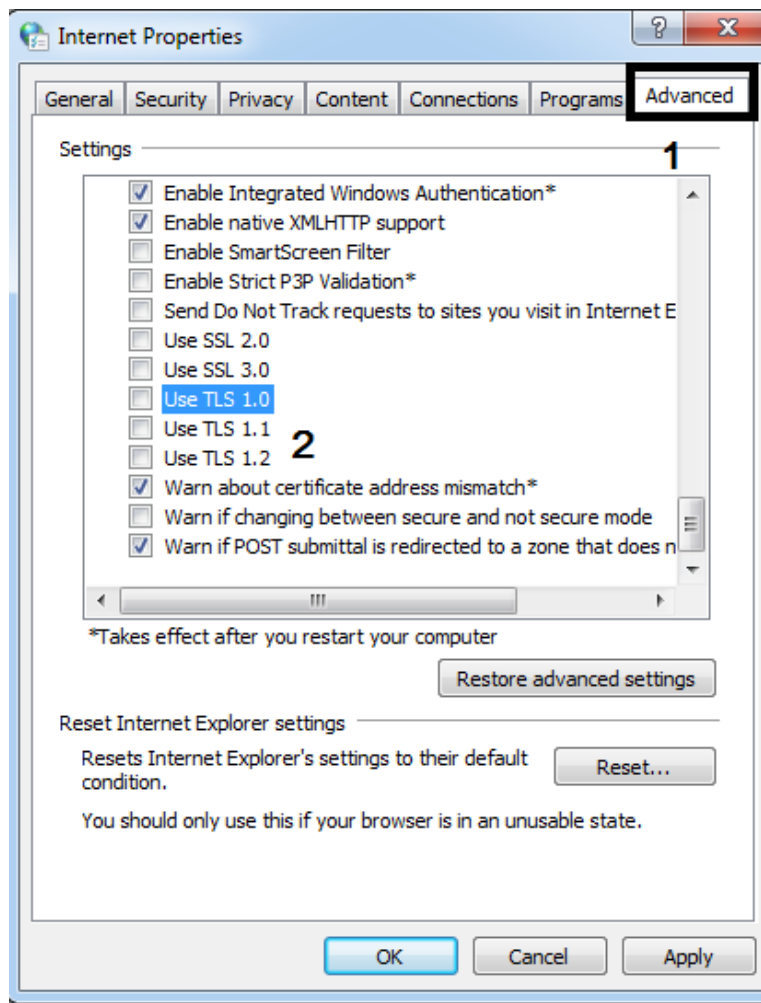 Internet Properties
General Security Privacy Content Connections Programs Advanced
1
Settings
Enable Integrated Windows Authentication*
Enable native XMLHTTP support
Enable SmartScreen Filter
Enable Strict P3P Validation*
Send Do Not Track requests to sites you visit in Internet E
Use SSL 2.0
Use SSL 3.0
Use TLS 1.0
Use TLS 1.1
2
Use TLS 1.2
Warn about certificate address mismatch*
Warn if changing between secure and not secure mode
Warn if POST submittal is redirected to a zone that does n
*Takes effect after you restart your computer
Restore advanced settings
Reset Internet Explorer settings
Resets Internet Explorer's settings to their default
condition.
Reset...
You should only use this if your browser is in an unusable state.
OK Cancel Apply